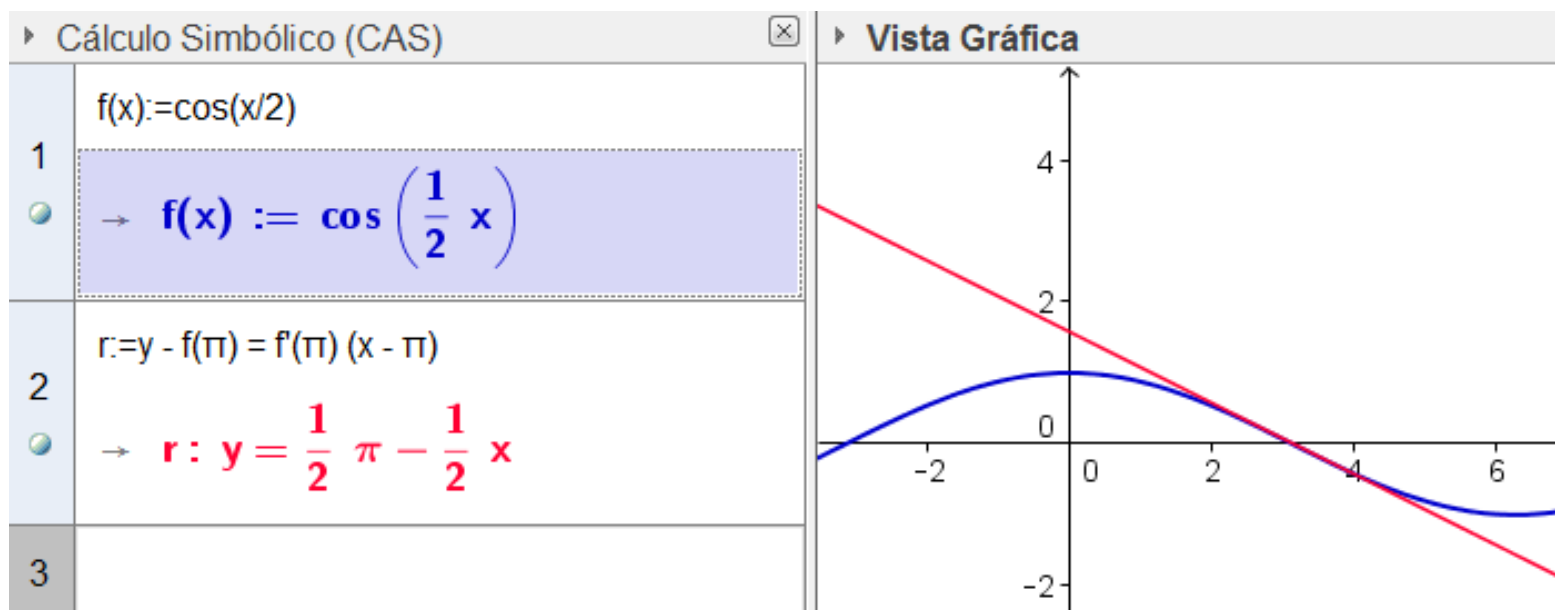 Cálculo Simbólico (CAS)
1
f(x):=cos(x/2)
→ f(x) := cos(1/2 x)
2
r:=y - f(π) = f'(π) (x - π)
→ r: y = 1/2 π − 1/2 x
3
Vista Gráfica
4
2
0
-2 0 2 4 6
-2